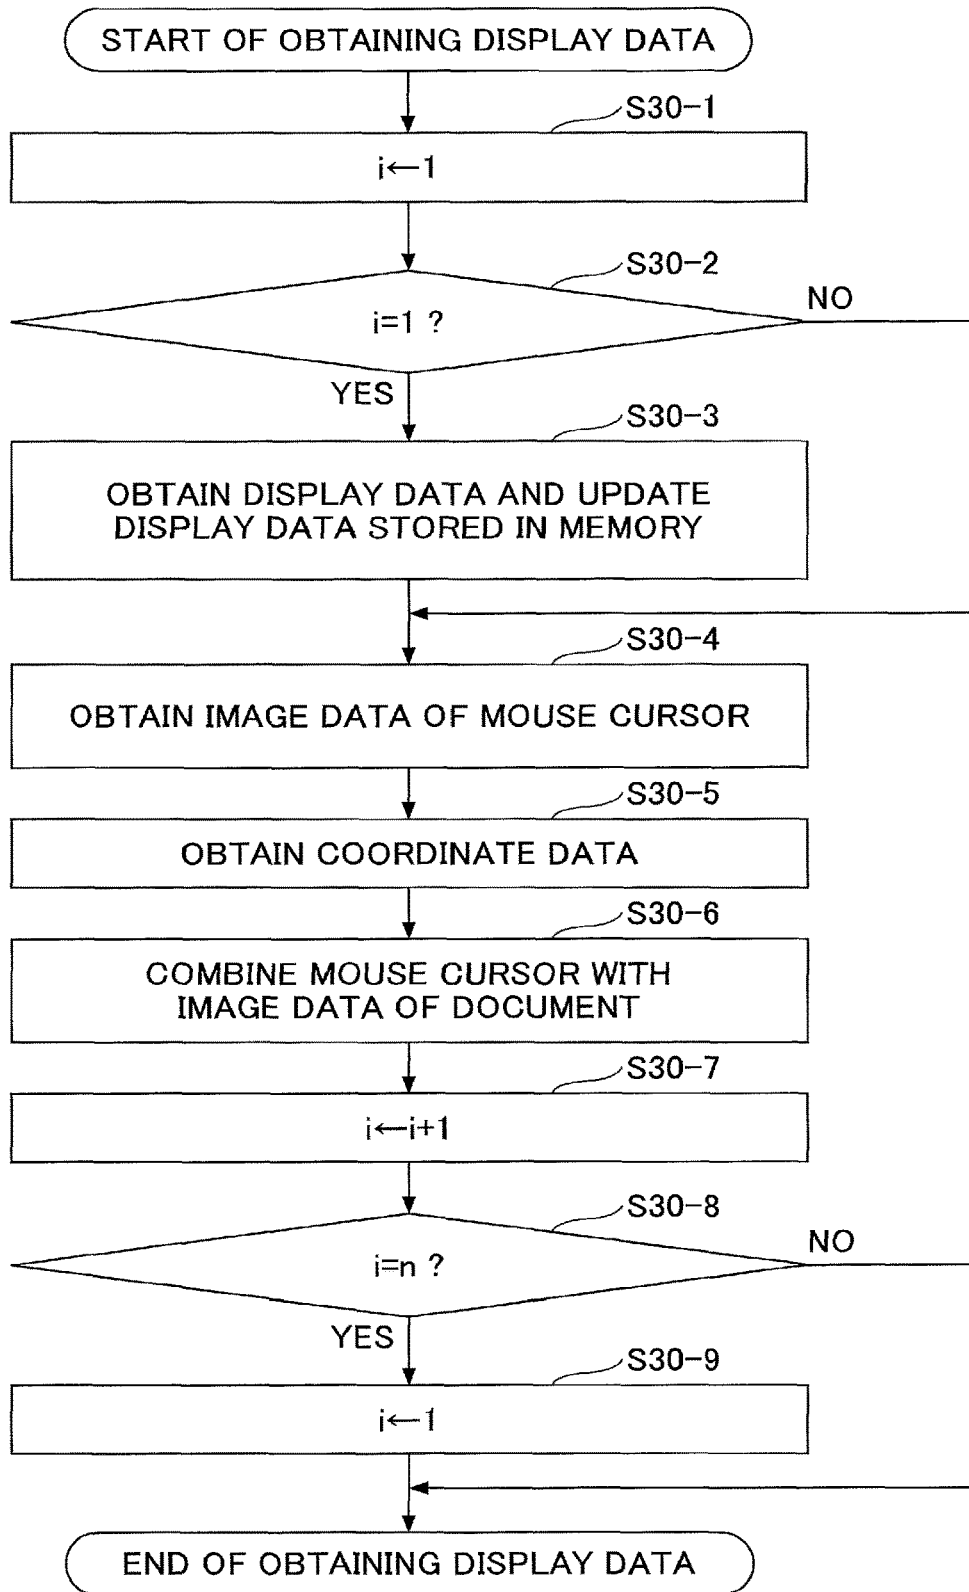 START OF OBTAINING DISPLAY DATA
S30-1
i←1
S30-2
i=1 ?
NO
YES
S30-3
OBTAIN DISPLAY DATA AND UPDATE
DISPLAY DATA STORED IN MEMORY
S30-4
OBTAIN IMAGE DATA OF MOUSE CURSOR
S30-5
OBTAIN COORDINATE DATA
S30-6
COMBINE MOUSE CURSOR WITH
IMAGE DATA OF DOCUMENT
S30-7
i←i+1
S30-8
i=n ?
NO
YES
S30-9
i←1
END OF OBTAINING DISPLAY DATA